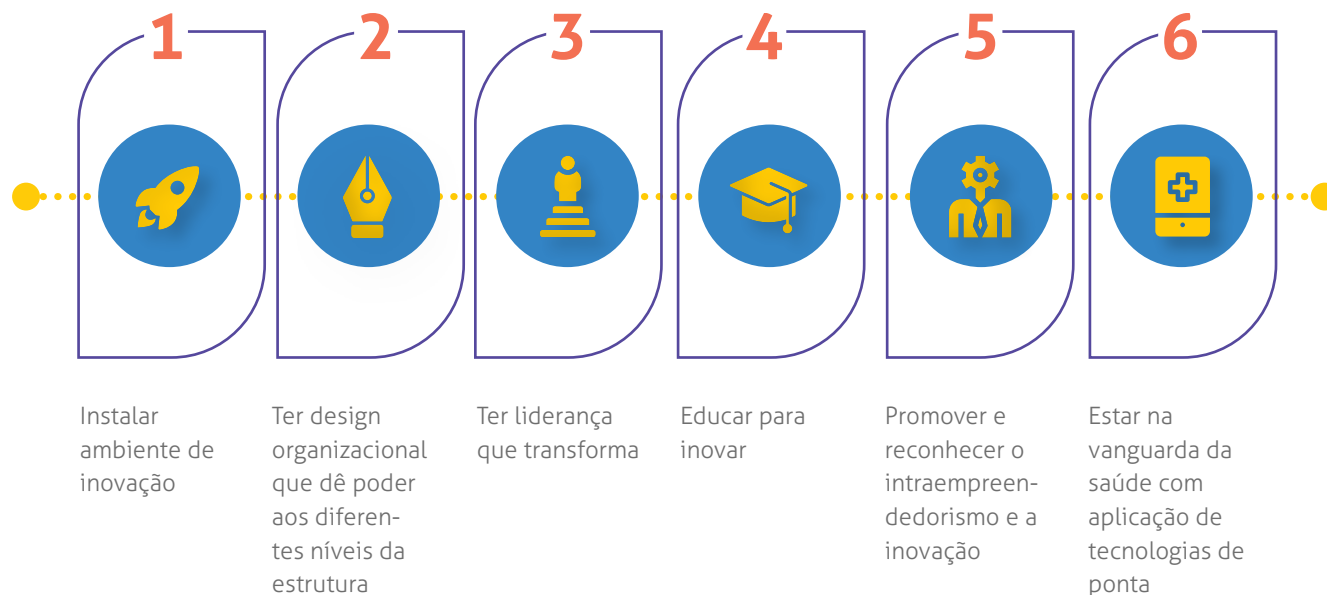 1
Instalar
ambiente de
inovação
2
Ter design
organizacional
que dê poder
aos diferen-
tes níveis da
estrutura
3
Ter liderança
que transforma
4
Educar para
inovar
5
Promover e
reconhecer o
intraempreen-
dedorismo e a
inovação
6
Estar na
vanguarda da
saúde com
aplicação de
tecnologias de
ponta